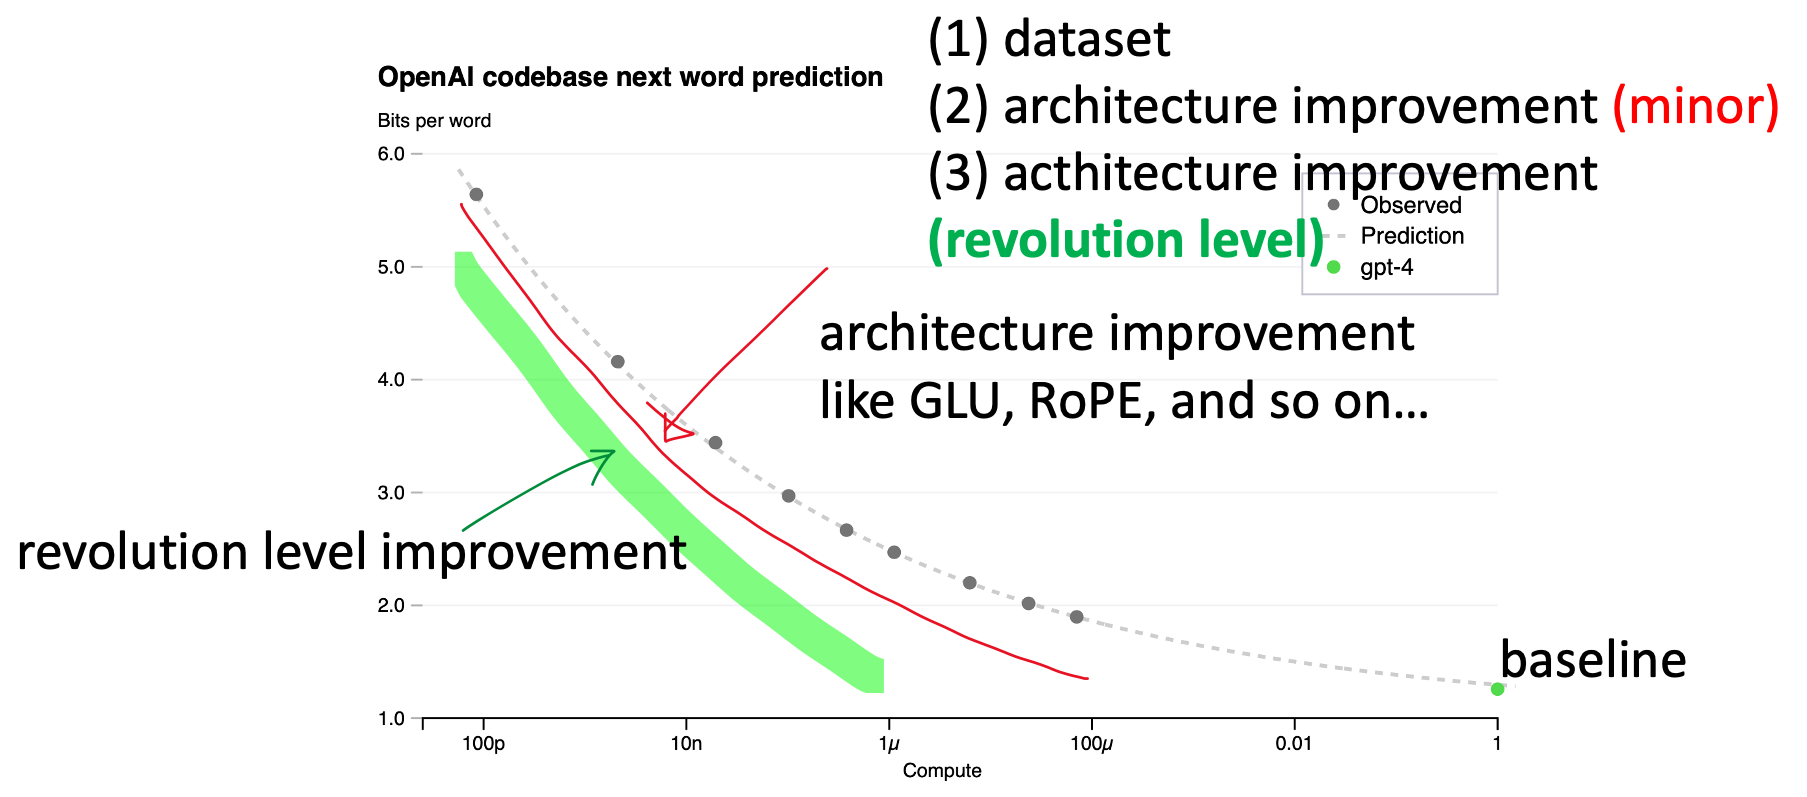 (1) dataset
(2) architecture improvement (minor)
(3) acthitecture improvement
(revolution level)
OpenAI codebase next word prediction
Bits per word
6.0
5.0
4.0
3.0
2.0
1.0
Observed
Prediction
gpt-4
architecture improvement
like GLU, RoPE, and so on...
revolution level improvement
baseline
100p
10n
1µ
100µ
0.01
1
Compute